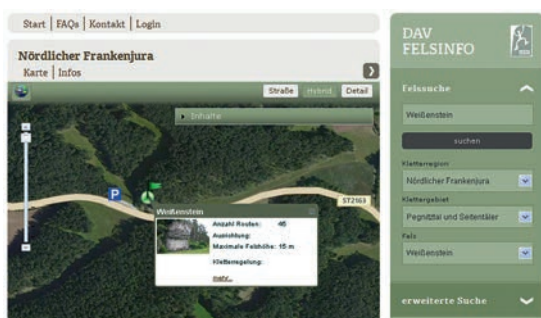 Start | FAQs | Kontakt | Login
Nördlicher Frankenjura
Karte | Infos
Straße Hybrid Detail
Inhalte
P
ST2163
Weißenstein
Anzahl Routen: 46
Ausrichtung:
Maximale Felshöhe: 15 m
Kletterregelung:
mehr...
DAV
FELSINFO
Felssuche
Weißenstein
suchen
Kletterregion
Nördlicher Frankenjura
Klettergebiet
Pegnitztal und Seitentäler
Fels
Weißenstein
erweiterte Suche